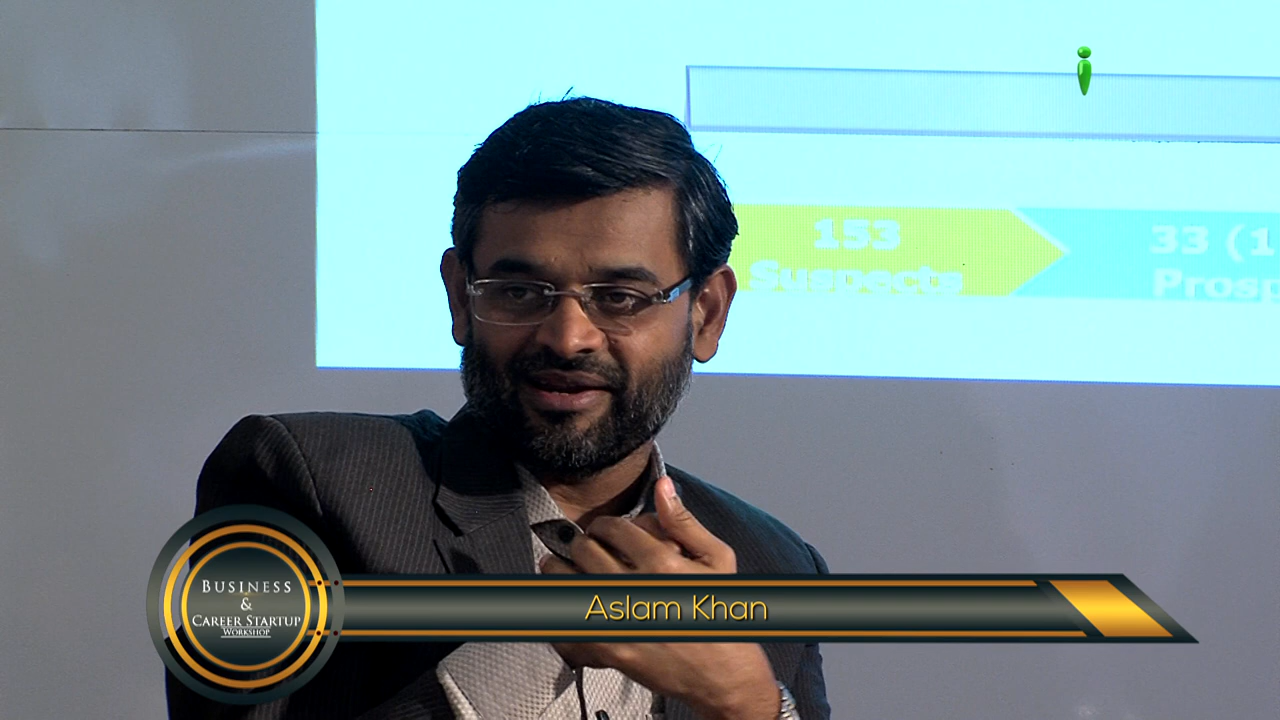 153
Suspects
33 (1
Prosp
BUSINESS
&
CAREER STARTUP
WORKSHOP
Aslam Khan